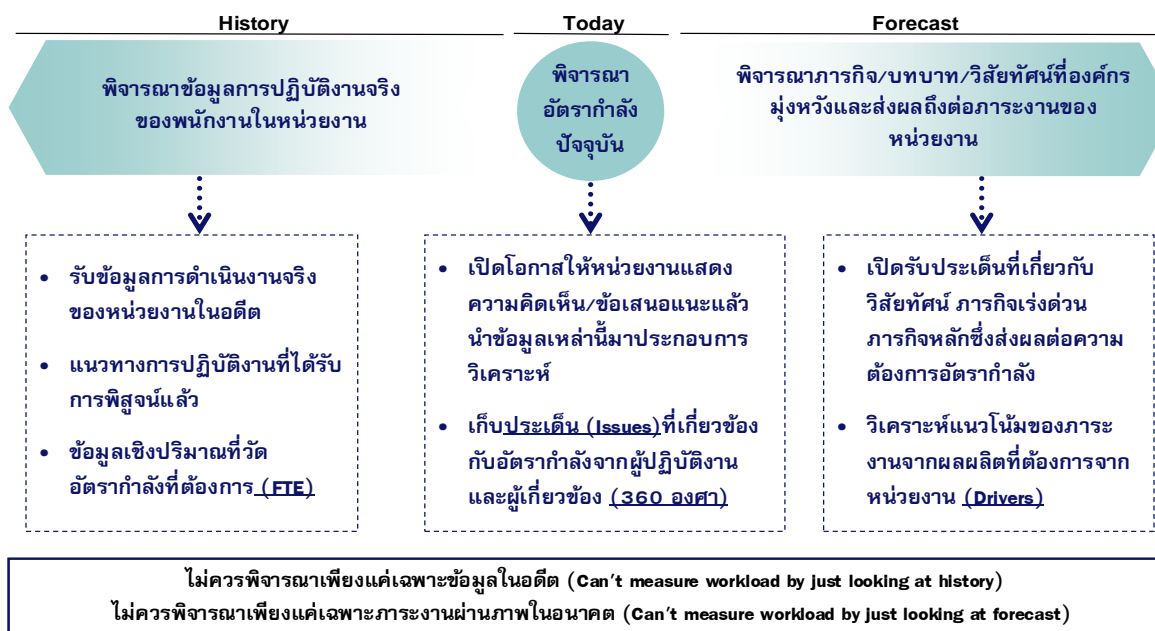 History
Today
Forecast
พิจารณาข้อมูลการปฏิบัติงานจริง
ของพนักงานในหน่วยงาน
พิจารณา
อัตรากำลัง
ปัจจุบัน
พิจารณาภารกิจ/บทบาท/วิสัยทัศน์ที่องค์กร
มุ่งหวังและส่งผลถึงต่อภาระงานของ
หน่วยงาน
• รับข้อมูลการดำเนินงานจริง
ของหน่วยงานในอดีต
• แนวทางการปฏิบัติงานที่ได้รับ
การพิสูจน์แล้ว
• ข้อมูลเชิงปริมาณที่วัด
อัตรากำลังที่ต้องการ (FTE)
• เปิดโอกาสให้หน่วยงานแสดง
ความคิดเห็น/ข้อเสนอแนะแล้ว
นำข้อมูลเหล่านี้มาประกอบการ
วิเคราะห์
• เก็บประเด็น (Issues)ที่เกี่ยวข้อง
กับอัตรากำลังจากผู้ปฏิบัติงาน
และผู้เกี่ยวข้อง (360 องศา)
• เปิดรับประเด็นที่เกี่ยวกับ
วิสัยทัศน์ ภารกิจเร่งด่วน
ภารกิจหลักซึ่งส่งผลต่อความ
ต้องการอัตรากำลัง
• วิเคราะห์แนวโน้มของภาระ
งานจากผลผลิตที่ต้องการจาก
หน่วยงาน (Drivers)
ไม่ควรพิจารณาเพียงแค่เฉพาะข้อมูลในอดีต (Can't measure workload by just looking at history)
ไม่ควรพิจารณาเพียงแค่เฉพาะภาระงานผ่านภาพในอนาคต (Can't measure workload by just looking at forecast)